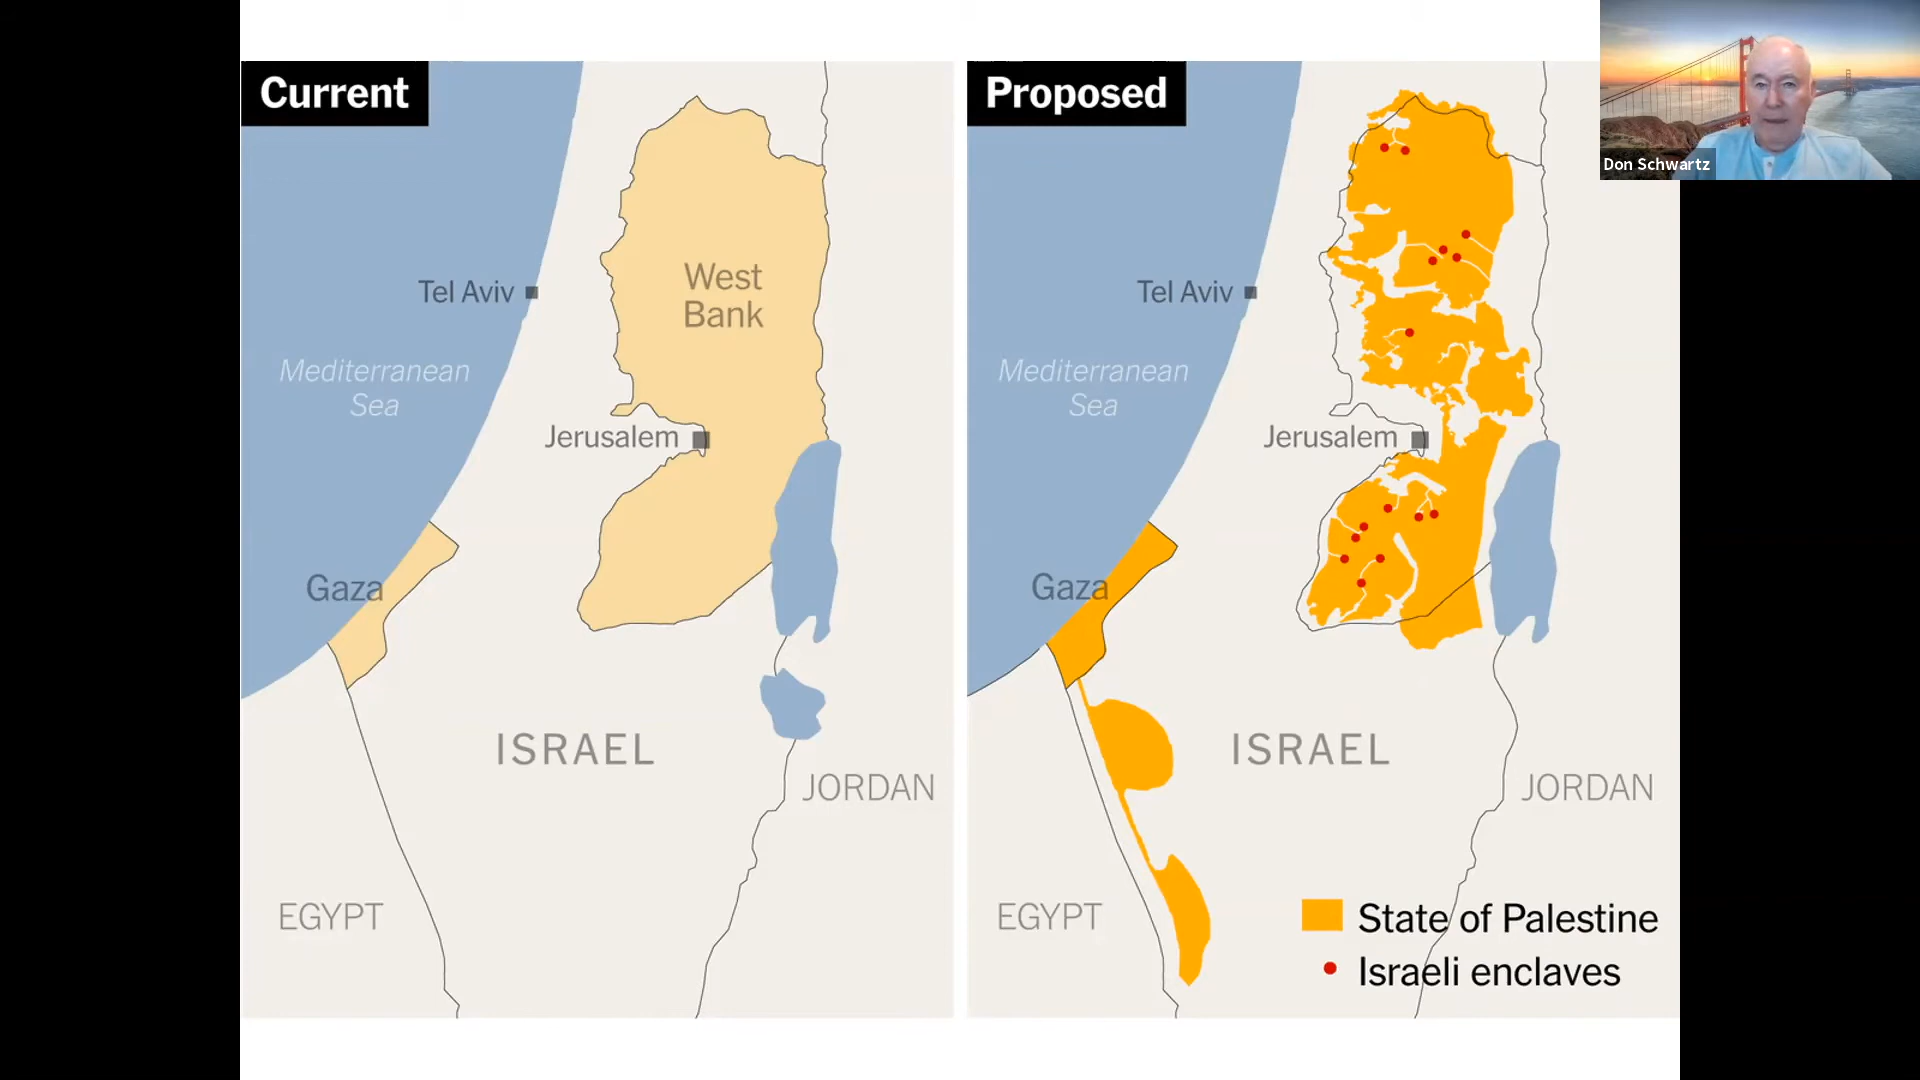 Current
Tel Aviv
West
Bank
Mediterranean
Sea
Jerusalem
Gaza
ISRAEL
JORDAN
EGYPT
Proposed
Tel Aviv
Mediterranean
Sea
Jerusalem
Gaza
ISRAEL
JORDAN
EGYPT
State of Palestine
Israeli enclaves
Don Schwartz